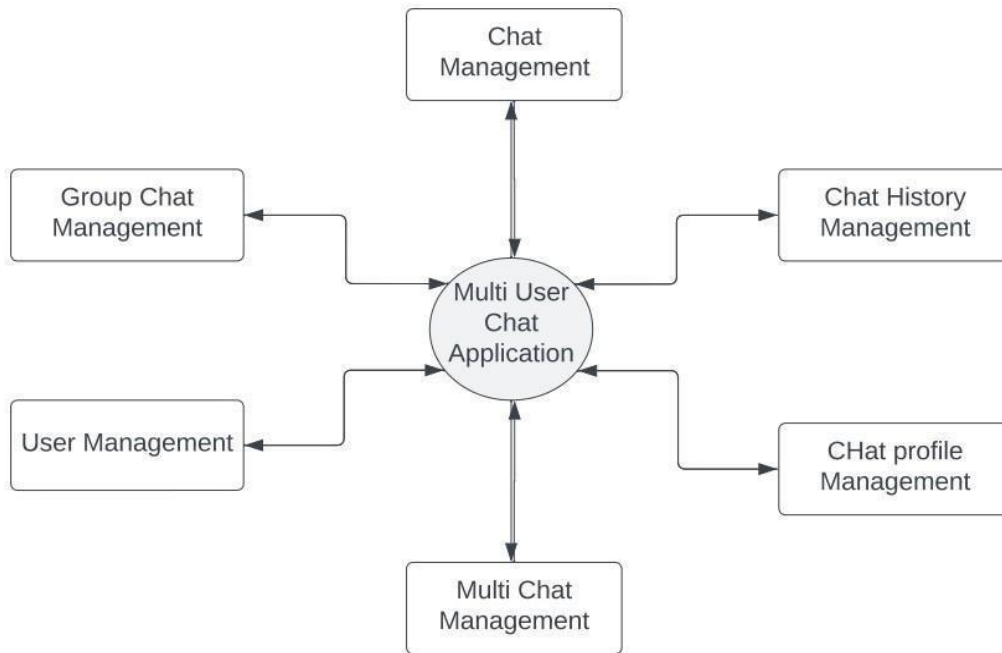 Chat
Management
Group Chat
Management
Chat History
Management
Multi User
Chat
Application
User Management
CHat profile
Management
Multi Chat
Management